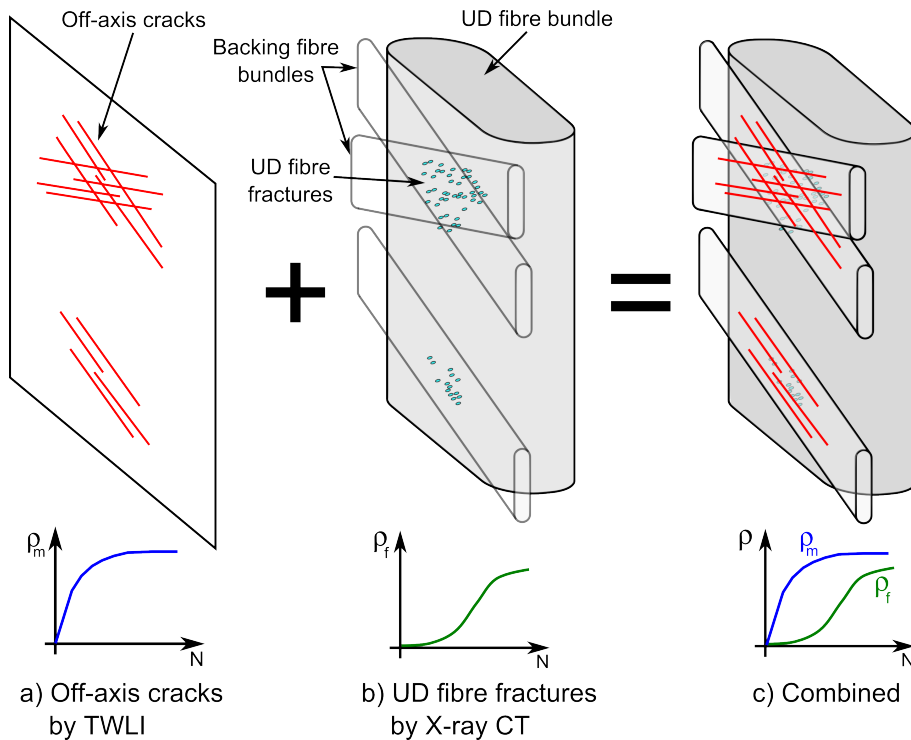 Off-axis cracks
Backing fibre
bundles
UD fibre bundle
UD fibre
fractures
ρm
N
ρf
N
ρ
ρm
ρf
N
a) Off-axis cracks
by TWLI
b) UD fibre fractures
by X-ray CT
c) Combined